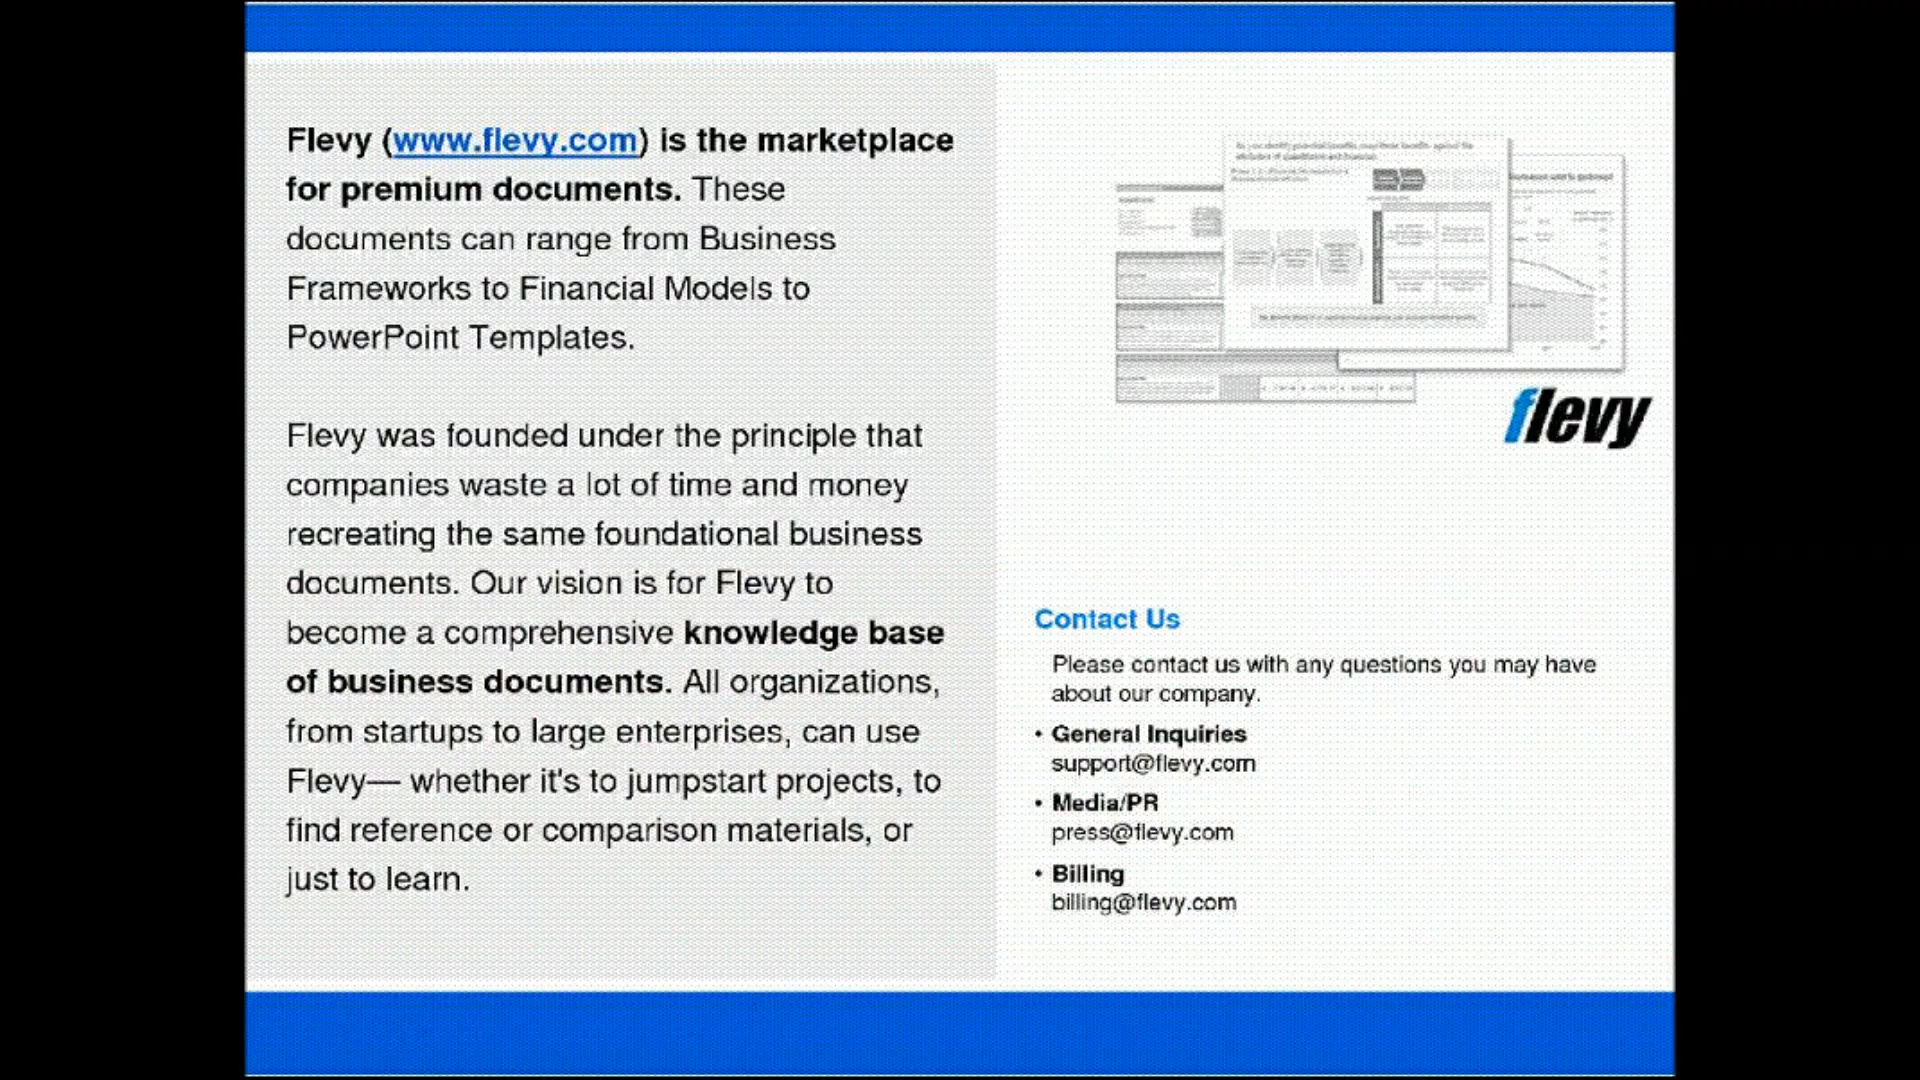 Flevy (www.flevy.com) is the marketplace
for premium documents. These
documents can range from Business
Frameworks to Financial Models to
PowerPoint Templates.
Flevy was founded under the principle that
companies waste a lot of time and money
recreating the same foundational business
documents. Our vision is for Flevy to
become a comprehensive knowledge base
of business documents. All organizations,
from startups to large enterprises, can use
Flevy— whether it's to jumpstart projects, to
find reference or comparison materials, or
just to learn.
flevy
Contact Us
Please contact us with any questions you may have
about our company.
• General Inquiries
support@flevy.com
• Media/PR
press@flevy.com
• Billing
billing@flevy.com